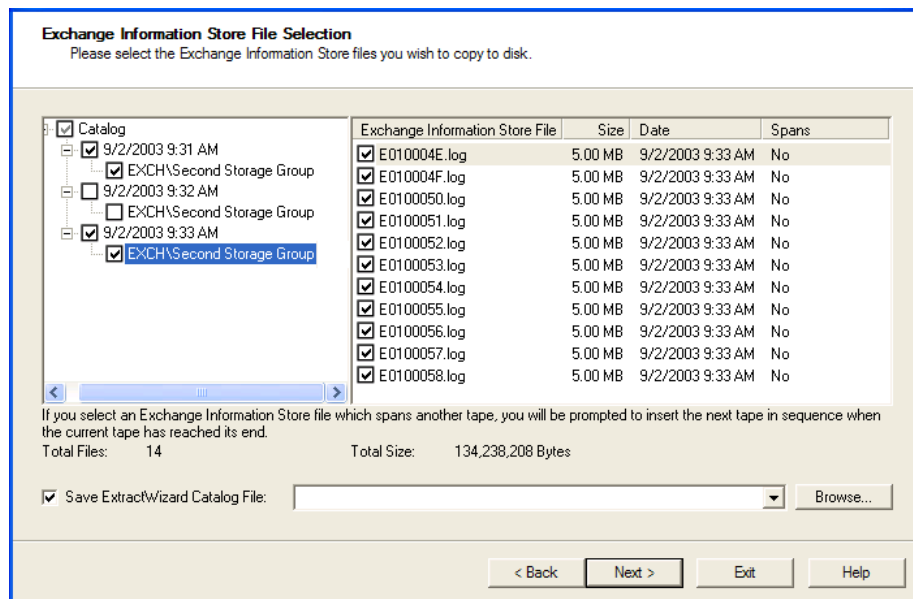 Exchange Information Store File Selection
Please select the Exchange Information Store files you wish to copy to disk.
Catalog
9/2/2003 9:31 AM
EXCH\Second Storage Group
9/2/2003 9:32 AM
EXCH\Second Storage Group
9/2/2003 9:33 AM
EXCH\Second Storage Group
Exchange Information Store File Size Date Spans
E010004E.log 5.00 MB 9/2/2003 9:33 AM No
E010004F.log 5.00 MB 9/2/2003 9:33 AM No
E0100050.log 5.00 MB 9/2/2003 9:33 AM No
E0100051.log 5.00 MB 9/2/2003 9:33 AM No
E0100052.log 5.00 MB 9/2/2003 9:33 AM No
E0100053.log 5.00 MB 9/2/2003 9:33 AM No
E0100054.log 5.00 MB 9/2/2003 9:33 AM No
E0100055.log 5.00 MB 9/2/2003 9:33 AM No
E0100056.log 5.00 MB 9/2/2003 9:33 AM No
E0100057.log 5.00 MB 9/2/2003 9:33 AM No
E0100058.log 5.00 MB 9/2/2003 9:33 AM No
If you select an Exchange Information Store file which spans another tape, you will be prompted to insert the next tape in sequence when
the current tape has reached its end.
Total Files: 14 Total Size: 134,238,208 Bytes
Save ExtractWizard Catalog File: Browse...
< Back Next > Exit Help